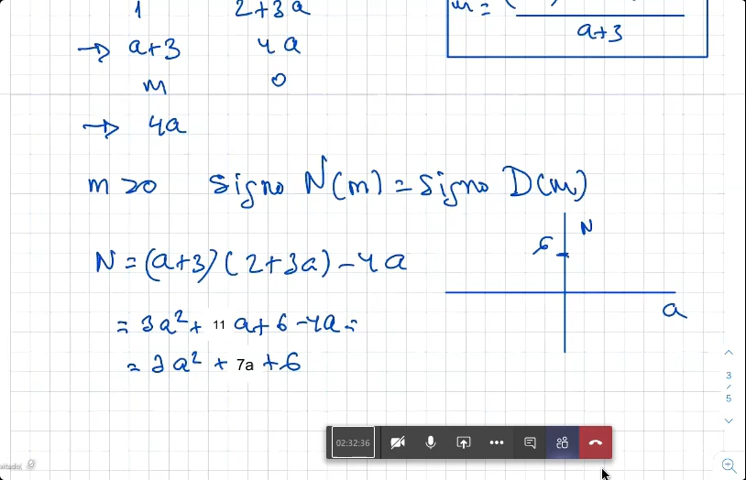 1 2+3a
m = 
→ a+3 4a
a+3
m 0
→ 4a
m>0 signo N(m) = signo D(m)
N
6
N = (a+3)(2+3a) - 4a
a
= 3a² + 11 a + 6 - 4a =
= 3a² + 7a + 6
02:32:36
3
/
5